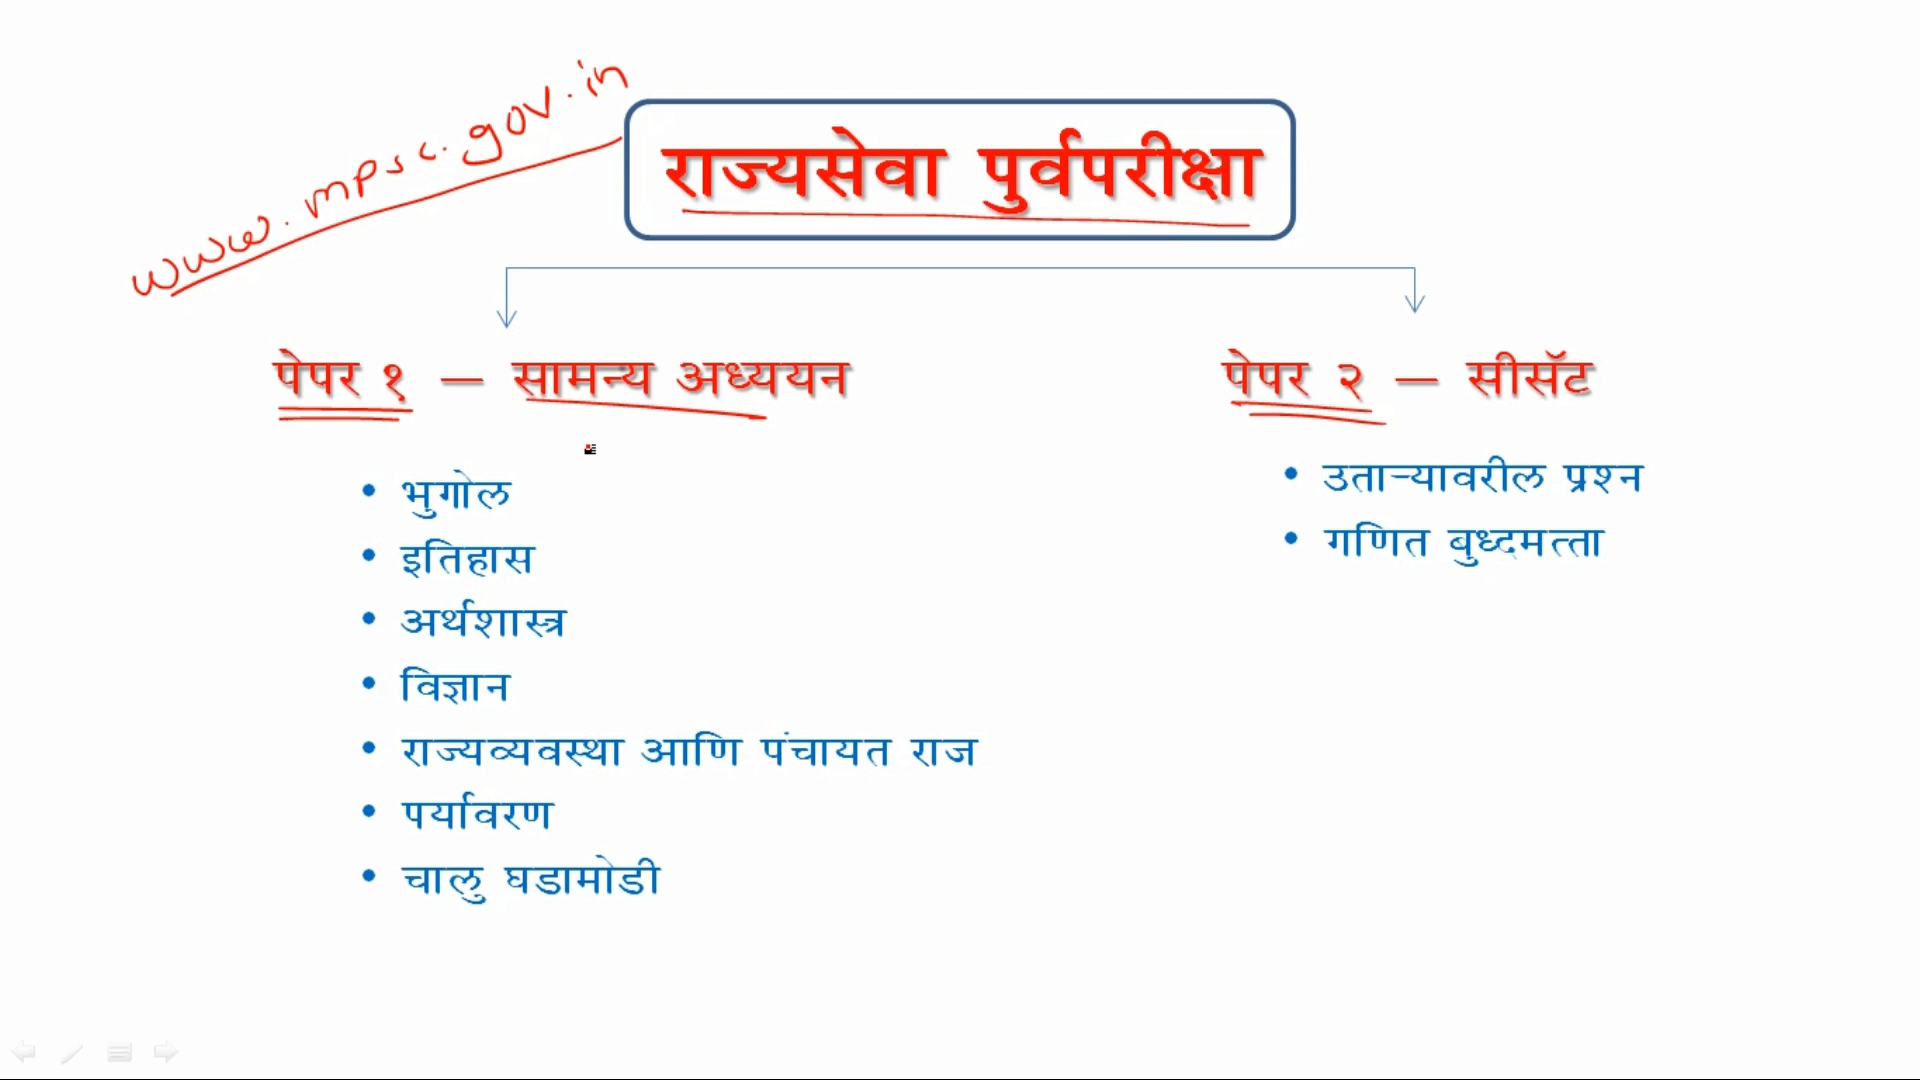 www.mpsc.gov.in
राज्यसेवा पुर्वपरीक्षा
पेपर १ – सामन्य अध्ययन
• भुगोल
• इतिहास
• अर्थशास्त्र
• विज्ञान
• राज्यव्यवस्था आणि पंचायत राज
• पर्यावरण
• चालु घडामोडी
पेपर २ – सीसॅट
• उताऱ्यावरील प्रश्न
• गणित बुध्दमत्ता